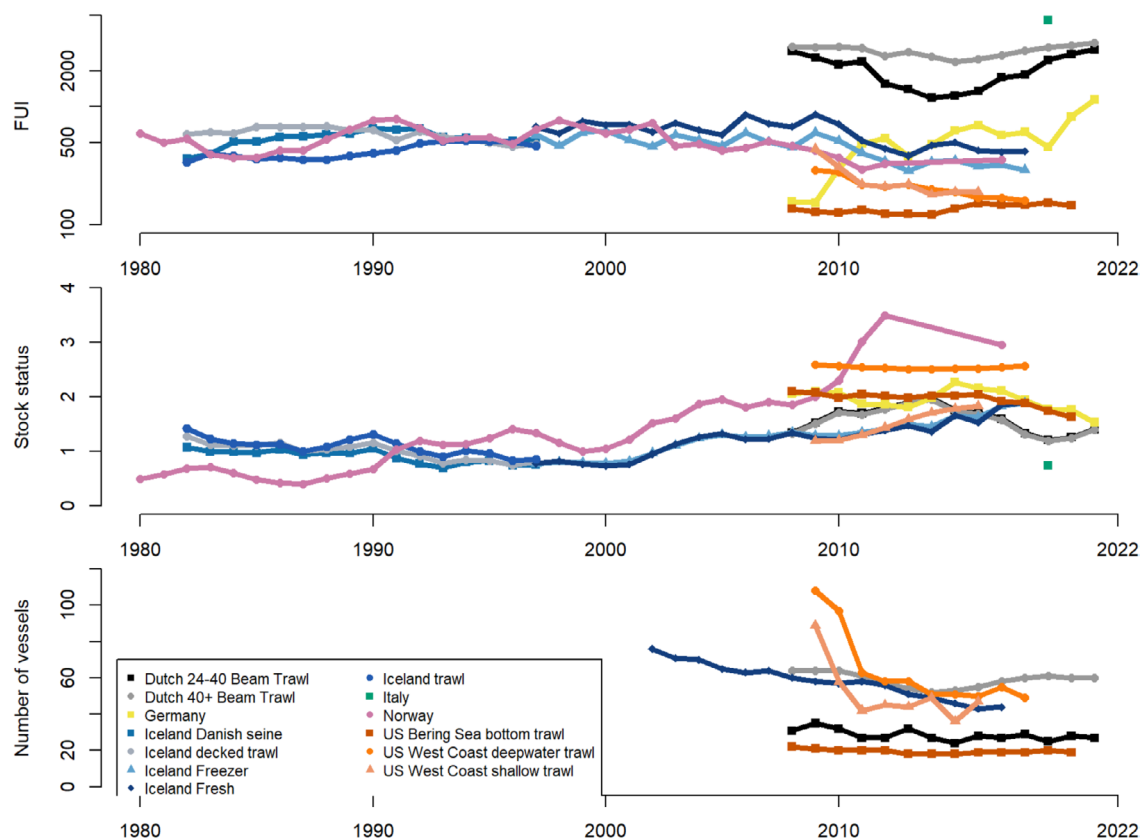 FUI
2000
500
100
1980
1990
2000
2010
2022
Stock status
4
3
2
1
0
1980
1990
2000
2010
2022
Number of vessels
100
60
20
0
Dutch 24-40 Beam Trawl
Dutch 40+ Beam Trawl
Germany
Iceland Danish seine
Iceland decked trawl
Iceland Freezer
Iceland Fresh
Iceland trawl
Italy
Norway
US Bering Sea bottom trawl
US West Coast deepwater trawl
US West Coast shallow trawl
1980
1990
2000
2010
2022